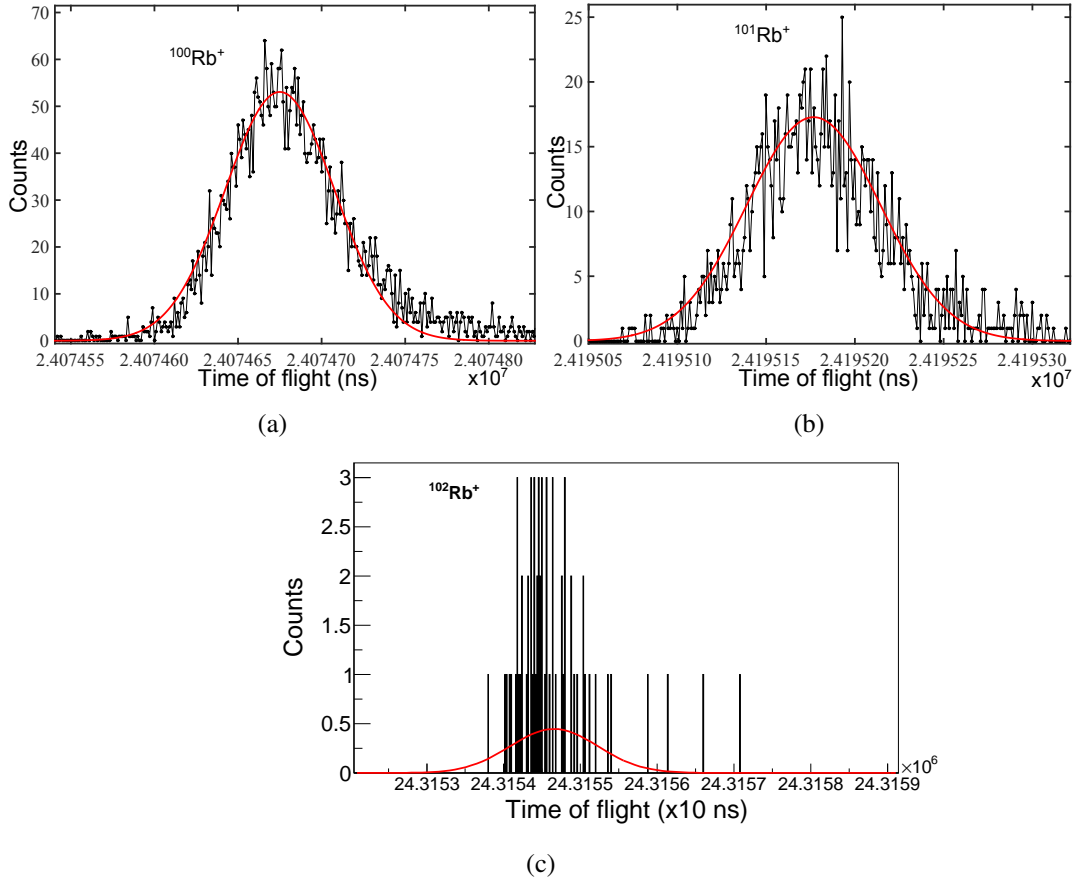 70
60
50
40
30
20
10
0
Counts
¹⁰⁰Rb⁺
2.407455 2.407460 2.407465 2.407470 2.407475 2.407480
Time of flight (ns) x10⁷
(a)
25
20
15
10
5
0
Counts
¹⁰¹Rb⁺
2.419505 2.419510 2.419515 2.419520 2.419525 2.419530
Time of flight (ns) x10⁷
(b)
3
2.5
2
1.5
1
0.5
0
Counts
¹⁰²Rb⁺
24.3153 24.3154 24.3155 24.3156 24.3157 24.3158 24.3159 ×10⁶
Time of flight (x10 ns)
(c)